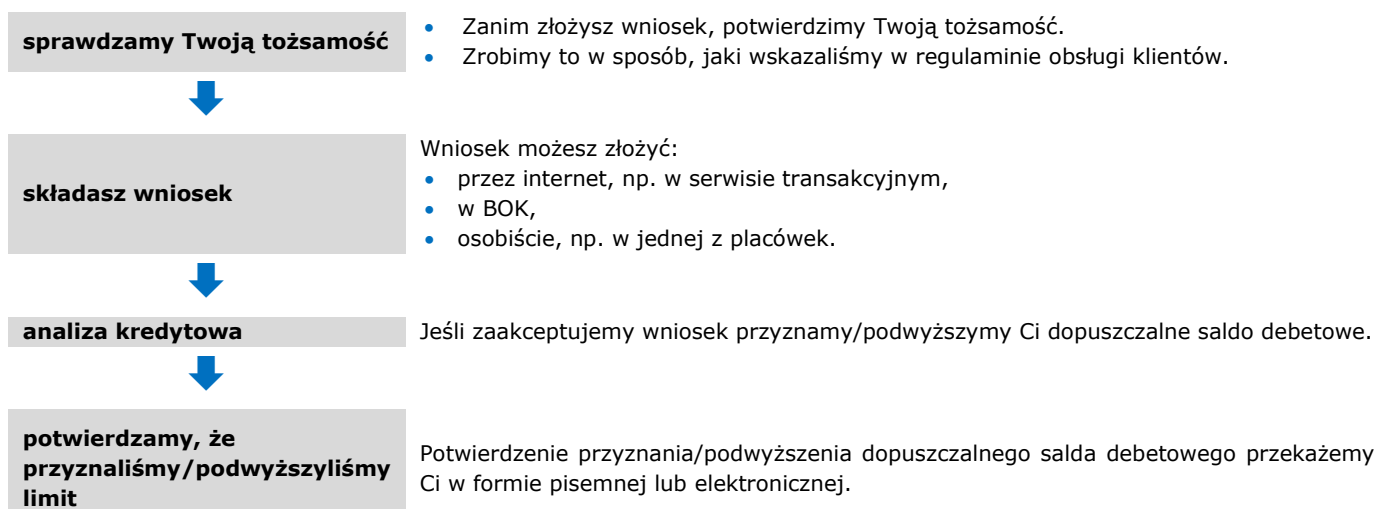 sprawdzamy Twoją tożsamość
• Zanim złożysz wniosek, potwierdzimy Twoją tożsamość.
• Zrobimy to w sposób, jaki wskazaliśmy w regulaminie obsługi klientów.
składasz wniosek
Wniosek możesz złożyć:
• przez internet, np. w serwisie transakcyjnym,
• w BOK,
• osobiście, np. w jednej z placówek.
analiza kredytowa
Jeśli zaakceptujemy wniosek przyznamy/podwyższymy Ci dopuszczalne saldo debetowe.
potwierdzamy, że
przyznaliśmy/podwyższyliśmy
limit
Potwierdzenie przyznania/podwyższenia dopuszczalnego salda debetowego przekażemy
Ci w formie pisemnej lub elektronicznej.